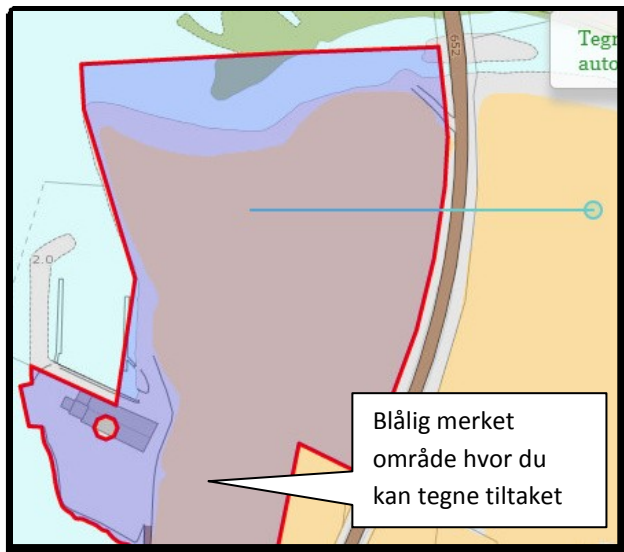 652
Tegn
auto
2.0
Blålig merket
område hvor du
kan tegne tiltaket